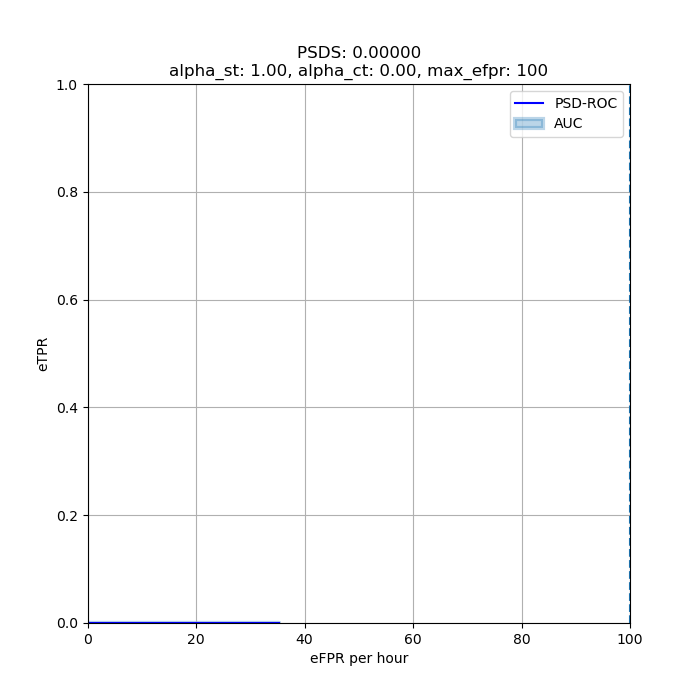 PSDS: 0.00000
alpha_st: 1.00, alpha_ct: 0.00, max_efpr: 100
PSD-ROC
AUC
1.0
0.8
0.6
0.4
0.2
0.0
eTPR
0 20 40 60 80 100
eFPR per hour